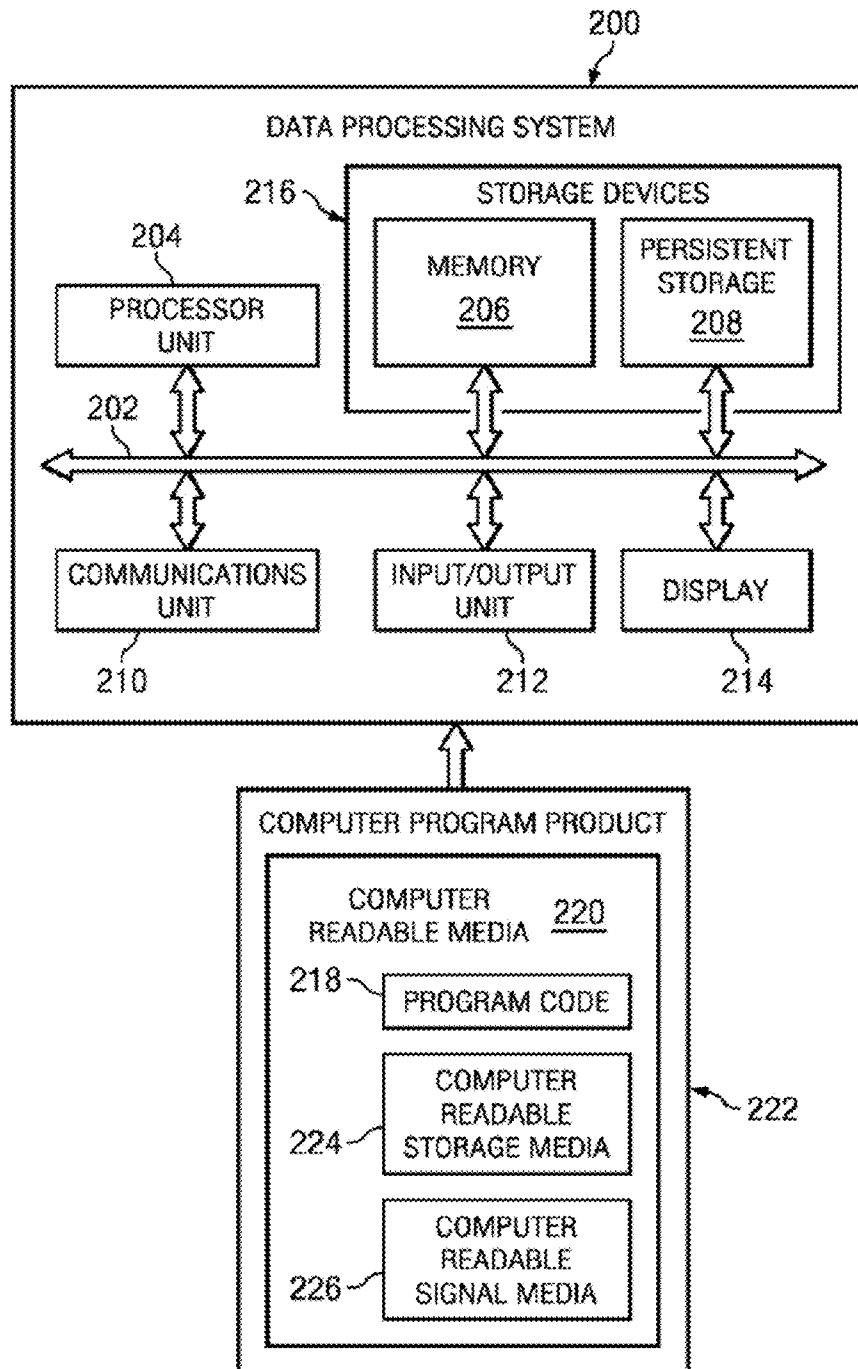 200
DATA PROCESSING SYSTEM
216
STORAGE DEVICES
204
PROCESSOR
UNIT
MEMORY
206
PERSISTENT
STORAGE
208
202
COMMUNICATIONS
UNIT
INPUT/OUTPUT
UNIT
DISPLAY
210
212
214
COMPUTER PROGRAM PRODUCT
COMPUTER
READABLE MEDIA
220
218
PROGRAM CODE
COMPUTER
READABLE
STORAGE MEDIA
224
222
COMPUTER
READABLE
SIGNAL MEDIA
226